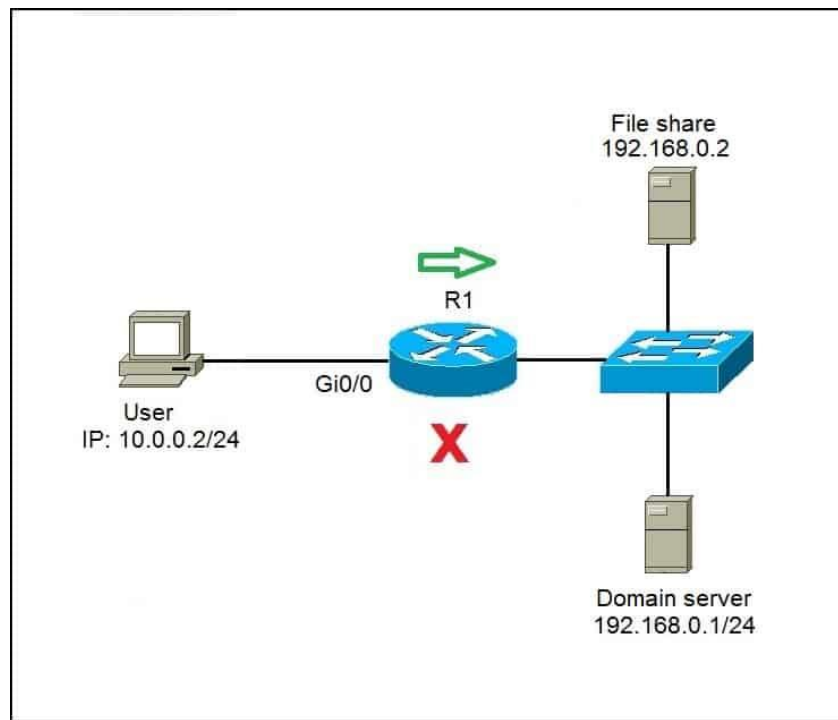 File share
192.168.0.2
R1
Gi0/0
User
IP: 10.0.0.2/24
X
Domain server
192.168.0.1/24